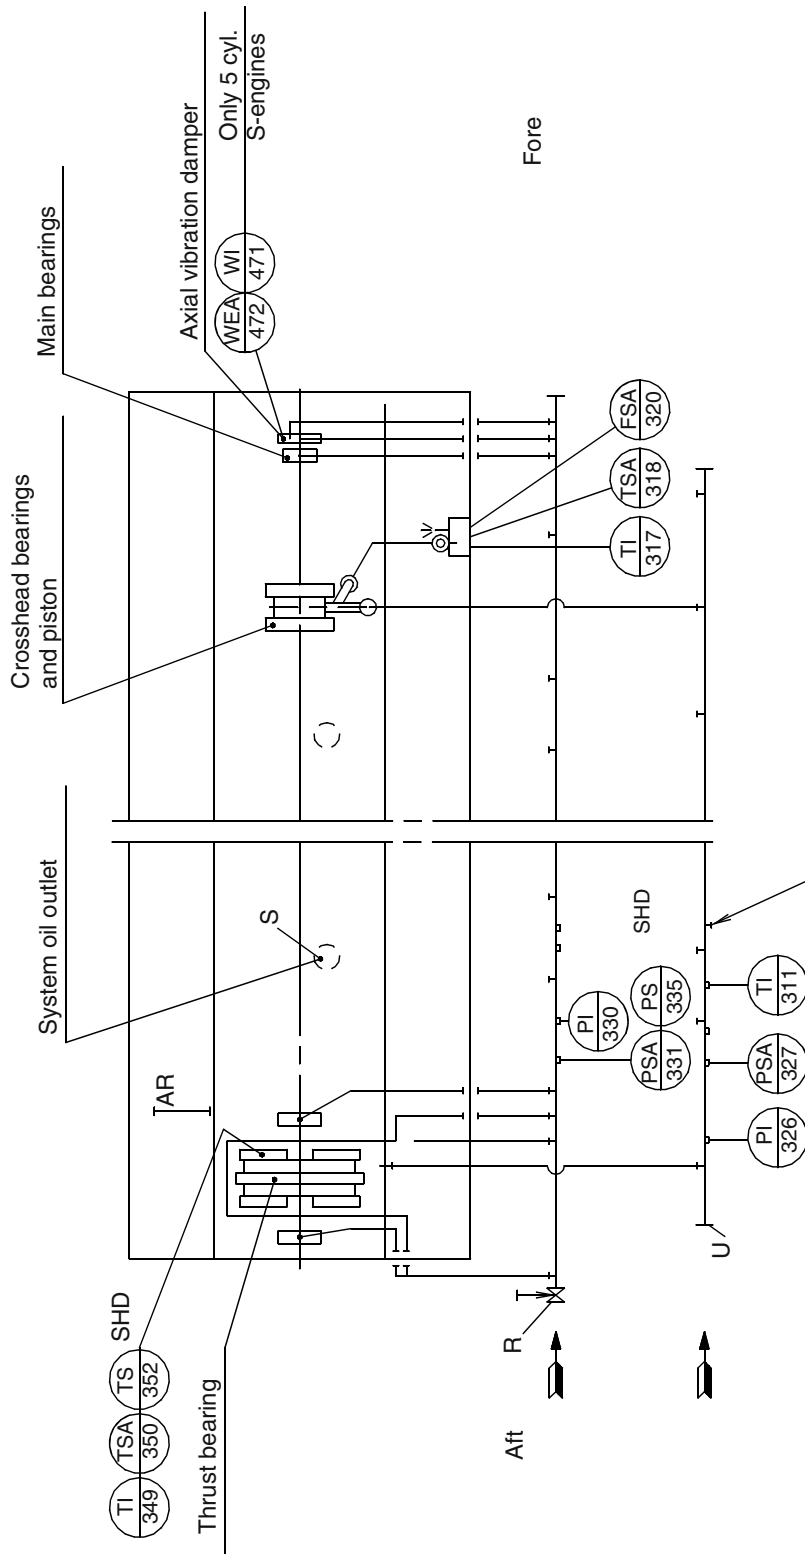 Crosshead bearings
and piston
Main bearings
Axial vibration damper
Only 5 cyl.
S-engines
WEA
472
WI
471
System oil outlet
S
AR
TI
349
TSA
350
TS
352
SHD
Thrust bearing
Aft
Fore
FSA
320
TSA
318
TI
317
PI
330
PSA
331
PS
335
SHD
R
U
PI
326
PSA
327
TI
311